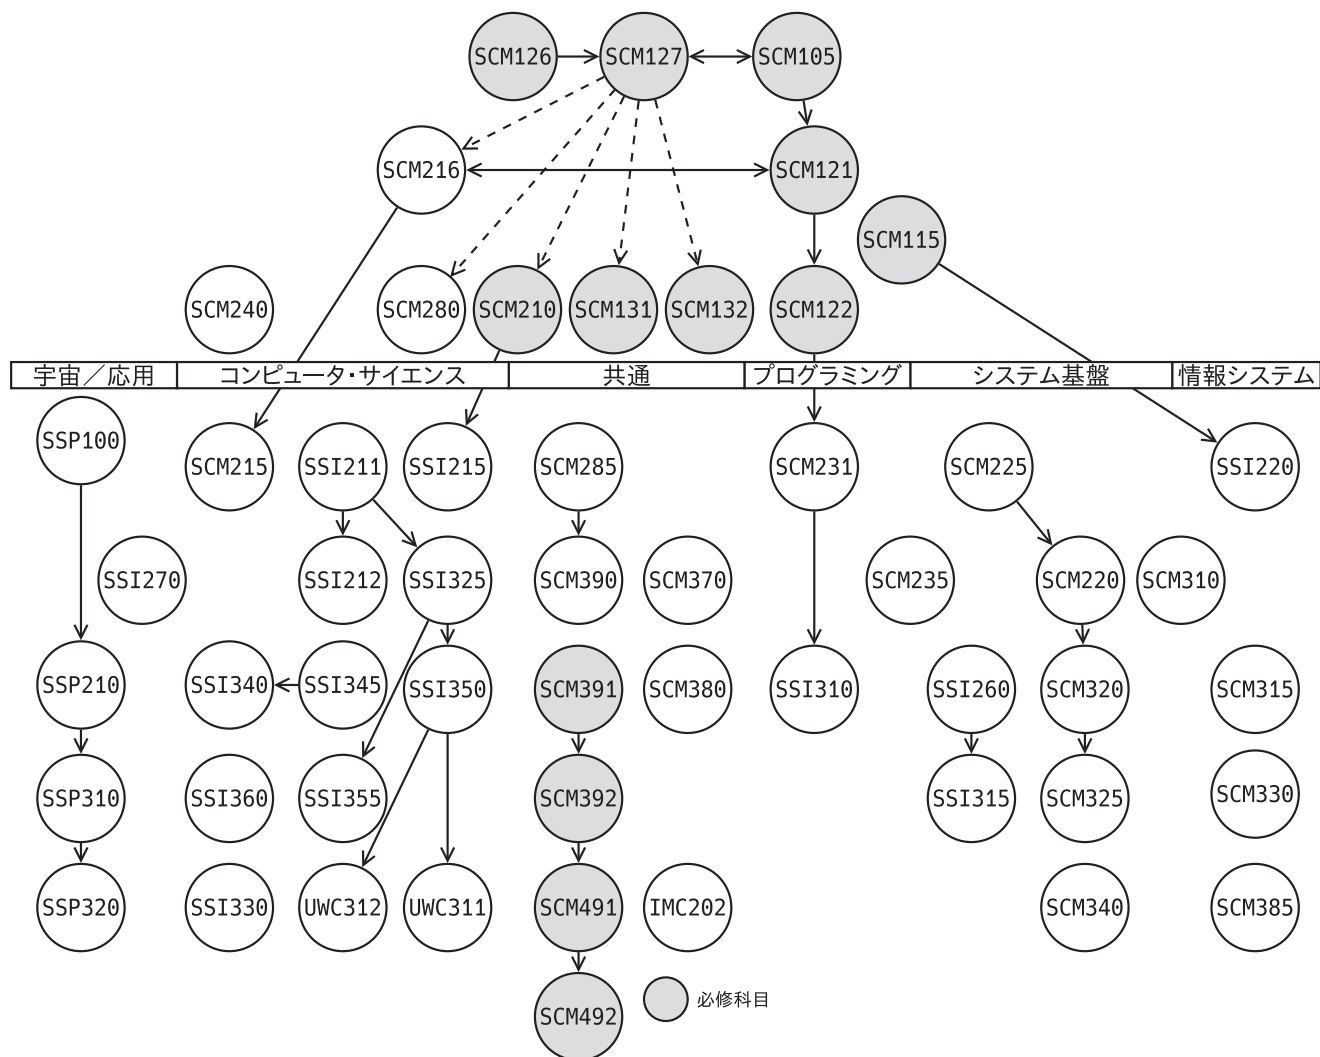 SCM126 SCM127 SCM105
SCM216 SCM121
SCM115
SCM240 SCM280 SCM210 SCM131 SCM132 SCM122
宇宙／応用 コンピュータ・サイエンス 共通 プログラミング システム基盤 情報システム
SSP100
SCM215 SSI211 SSI215 SCM285 SCM231 SCM225 SSI220
SSI270 SSI212 SSI325 SCM390 SCM370 SCM235 SCM220 SCM310
SSP210 SSI340 SSI345 SSI350 SCM391 SCM380 SSI310 SSI260 SCM320 SCM315
SSP310 SSI360 SSI355 SCM392 SSI315 SCM325 SCM330
SSP320 SSI330 UWC312 UWC311 SCM491 IMC202 SCM340 SCM385
SCM492 必修科目